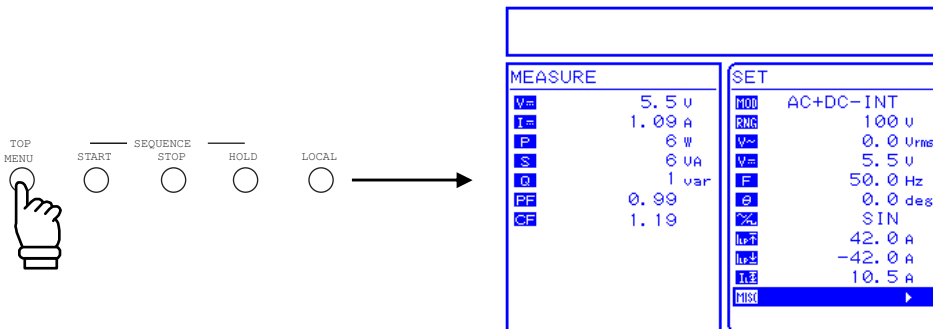 TOP
MENU
SEQUENCE
START STOP HOLD LOCAL
MEASURE
V⎓ 5.5 V
I⎓ 1.09 A
P 6 W
S 6 VA
Q 1 var
PF 0.99
CF 1.19
SET
MOD AC+DC-INT
RNG 100 V
V~ 0.0 Vrms
V⎓ 5.5 V
F 50.0 Hz
θ 0.0 deg
SIN
42.0 A
-42.0 A
10.5 A
MISC